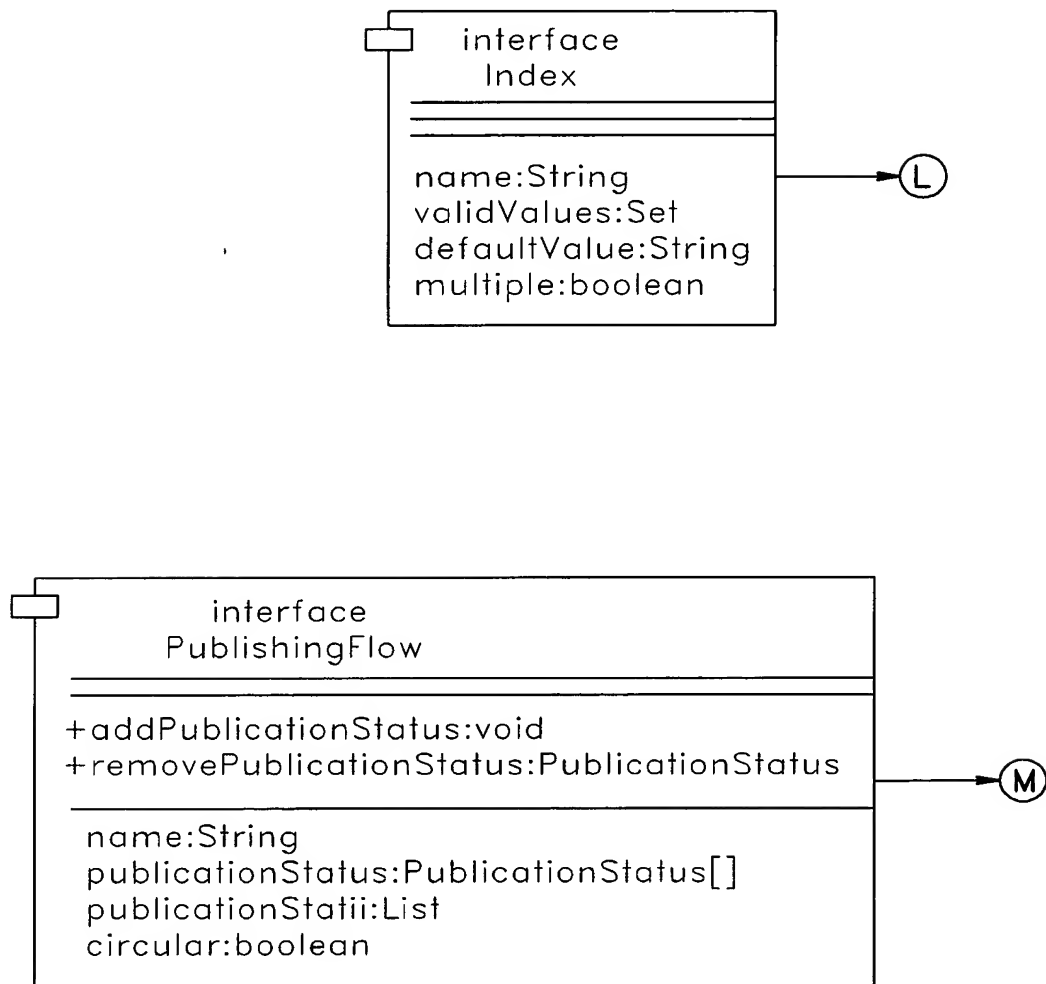 interface
Index
name:String
validValues:Set
defaultValue:String
multiple:boolean
L
interface
PublishingFlow
+addPublicationStatus:void
+removePublicationStatus:PublicationStatus
M
name:String
publicationStatus:PublicationStatus[]
publicationStatii:List
circular:boolean